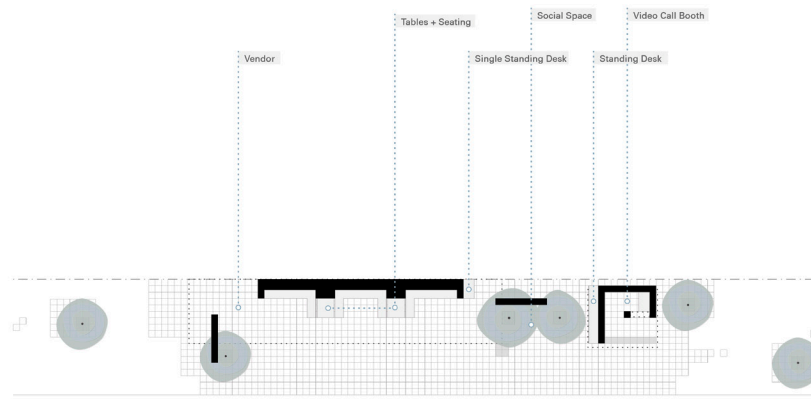 Social Space
Video Call Booth
Tables + Seating
Vendor
Single Standing Desk
Standing Desk